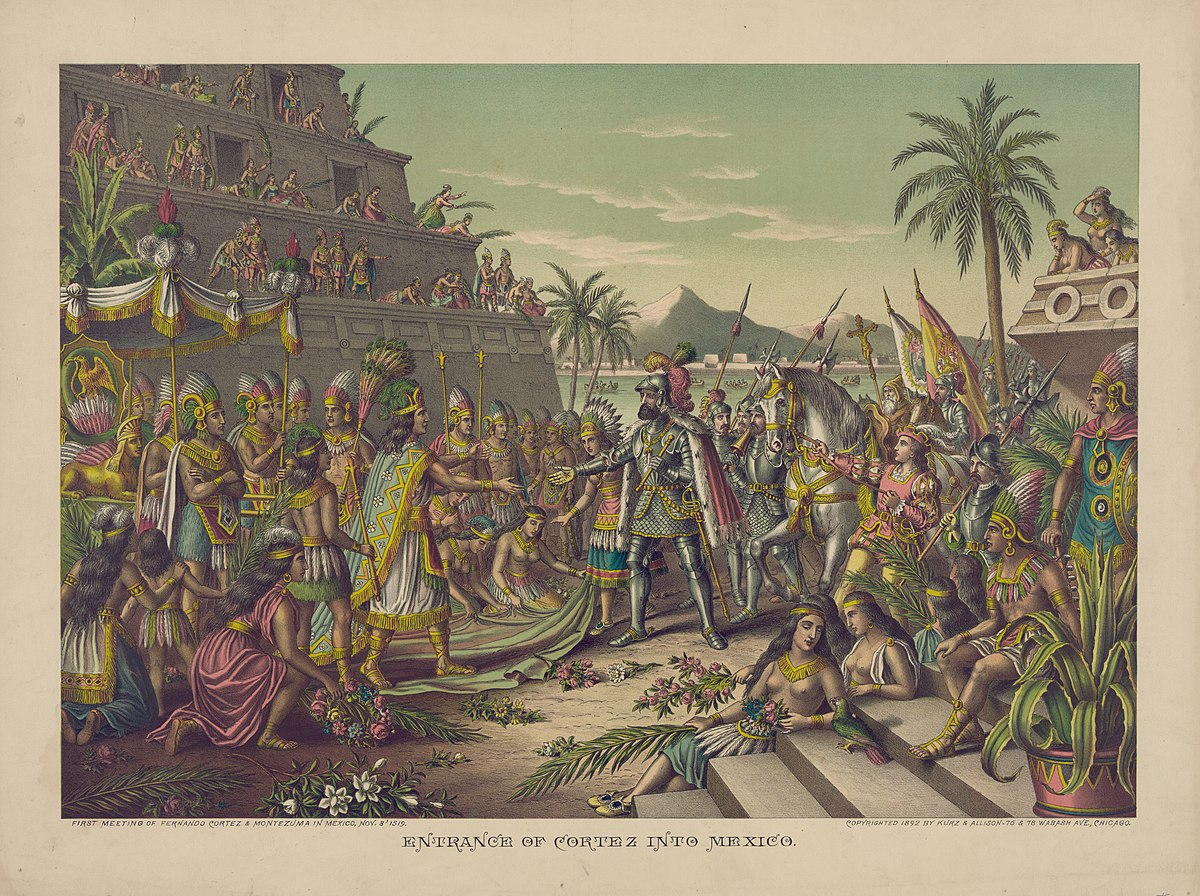 FIRST MEETING OF FERNANDO CORTEZ & MONTEZUMA IN MEXICO, NOV. 8' 1519.
COPYRIGHTED 1892 BY KURZ & ALLISON-76 & 78 WABASH AVE., CHICAGO.
ENTRANCE OF CORTEZ INTO MEXICO.